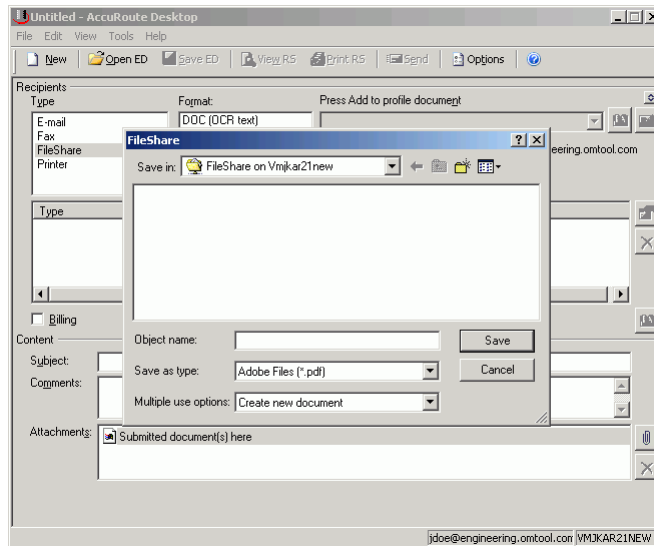 Untitled - AccuRoute Desktop
File Edit View Tools Help
New Open ED Save ED View RS Print RS Send Options
Recipients
Type Format: Press Add to profile document
E-mail DOC (OCR text)
Fax
FileShare
Printer
eering.omtool.com
FileShare
Save in: FileShare on Vmjkar21new
Type
Object name: Save
Save as type: Adobe Files (*.pdf) Cancel
Multiple use options: Create new document
Billing
Content
Subject:
Comments:
Attachments: Submitted document(s) here
jdoe@engineering.omtool.com VMJKAR21NEW